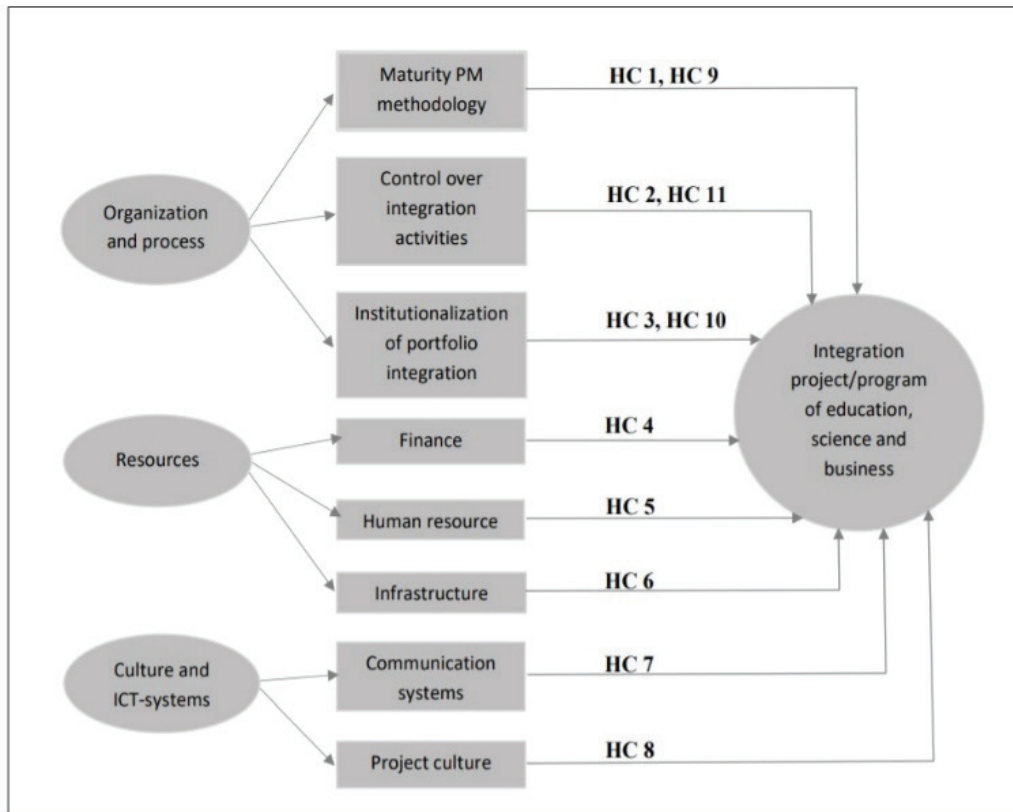 Maturity PM
methodology
HC 1, HC 9
Organization
and process
Control over
integration
activities
HC 2, HC 11
Institutionalization
of portfolio
integration
HC 3, HC 10
Integration
project/program
of education,
science and
business
Resources
Finance
HC 4
Human resource
HC 5
Infrastructure
HC 6
Culture and
ICT-systems
Communication
systems
HC 7
Project culture
HC 8